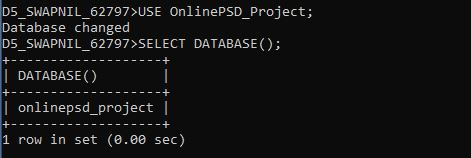 D5_SWAPNIL_62797>USE OnlinePSD_Project;
Database changed
D5_SWAPNIL_62797>SELECT DATABASE();
+-------------------+
| DATABASE()        |
+-------------------+
| onlinepsd_project |
+-------------------+
1 row in set (0.00 sec)